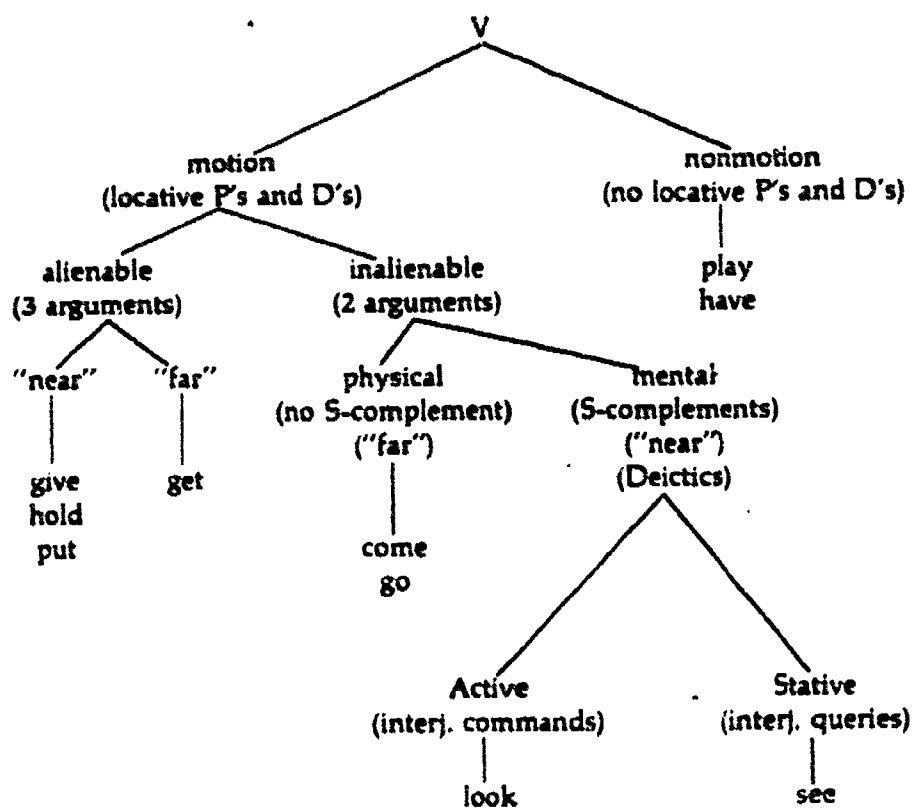 V
motion
(locative P's and D's)
nonmotion
(no locative P's and D's)
alienable
(3 arguments)
inalienable
(2 arguments)
play
have
"near"
"far"
physical
(no S-complement)
("far")
mental
(S-complements)
("near")
(Deictics)
give
hold
put
get
come
go
Active
(interj. commands)
Stative
(interj. queries)
look
see